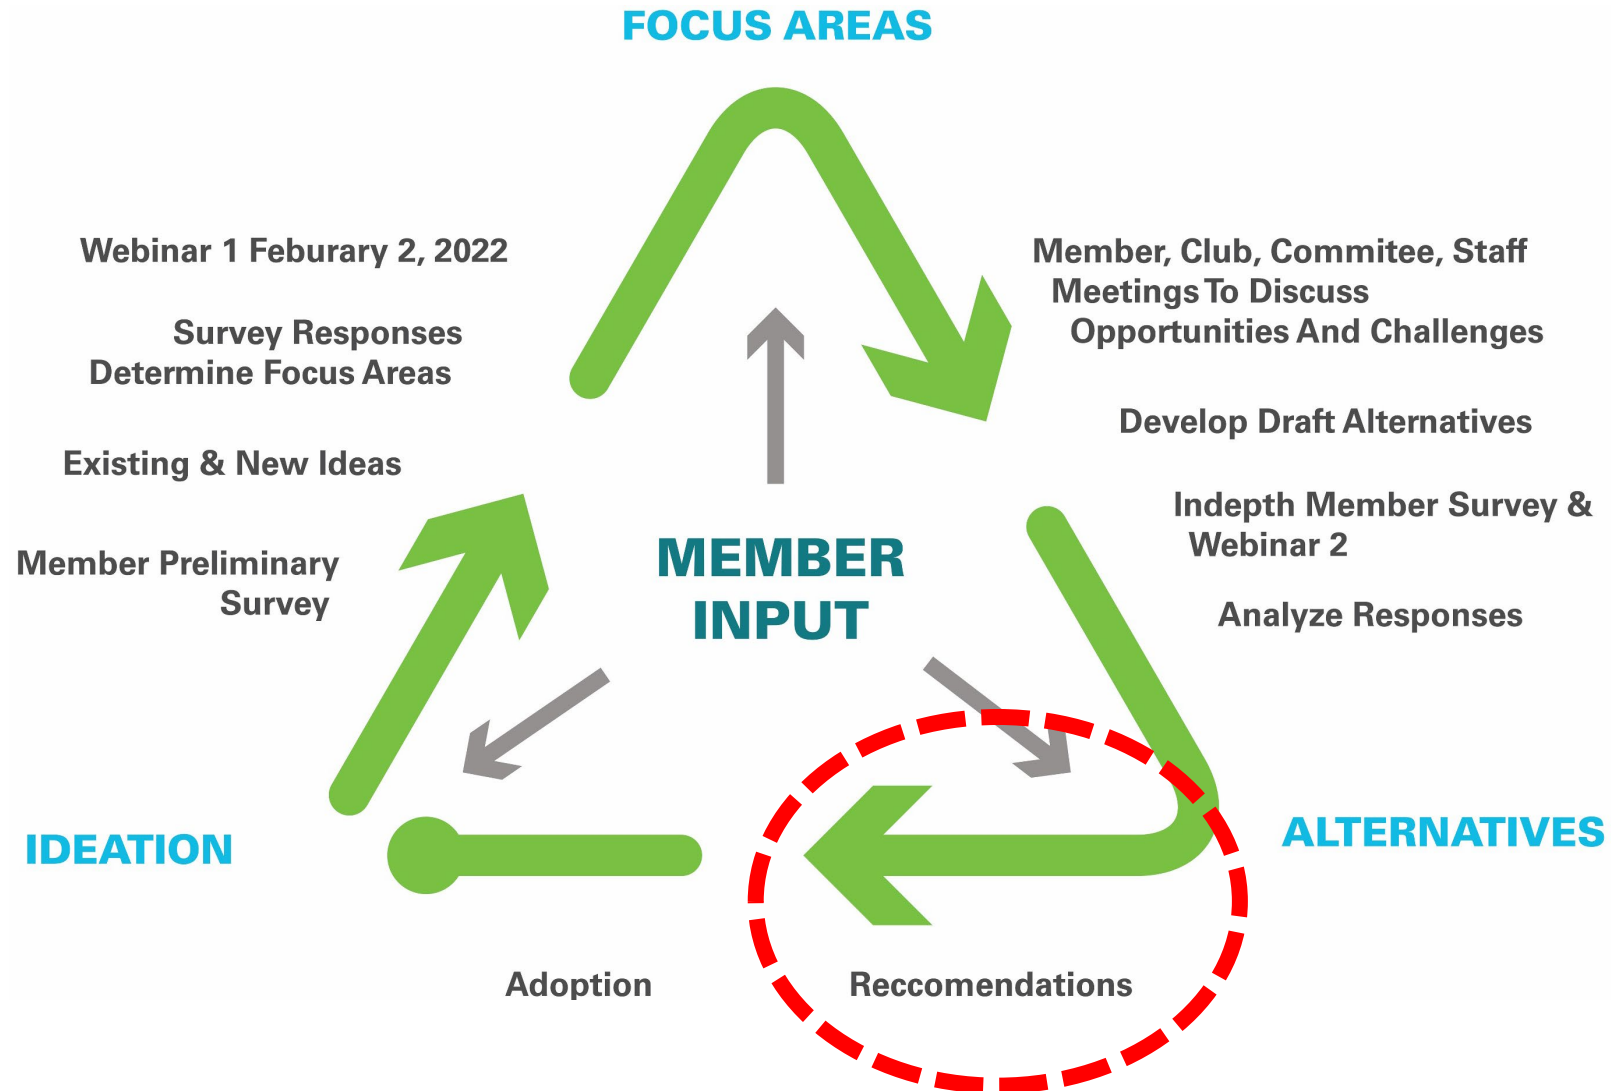 FOCUS AREAS
Webinar 1 Feburary 2, 2022
Survey Responses
Determine Focus Areas
Existing & New Ideas
Member Preliminary
Survey
Member, Club, Commitee, Staff
Meetings To Discuss
Opportunities And Challenges
Develop Draft Alternatives
Indepth Member Survey &
Webinar 2
Analyze Responses
MEMBER
INPUT
IDEATION
ALTERNATIVES
Adoption
Reccomendations